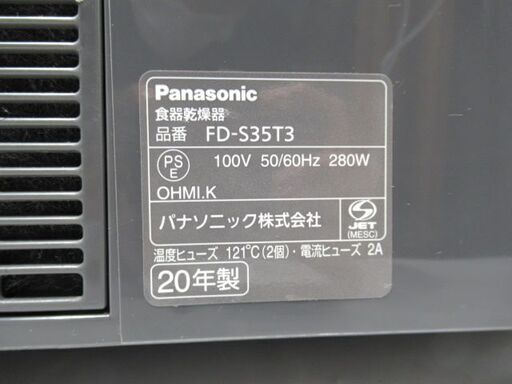 Panasonic
食器乾燥器
品番 FD-S35T3
PS E 100V 50/60Hz 280W
OHMI.K
パナソニック株式会社
S JET
(MESC)
温度ヒューズ 121℃(2個)・電流ヒューズ 2A
20年製